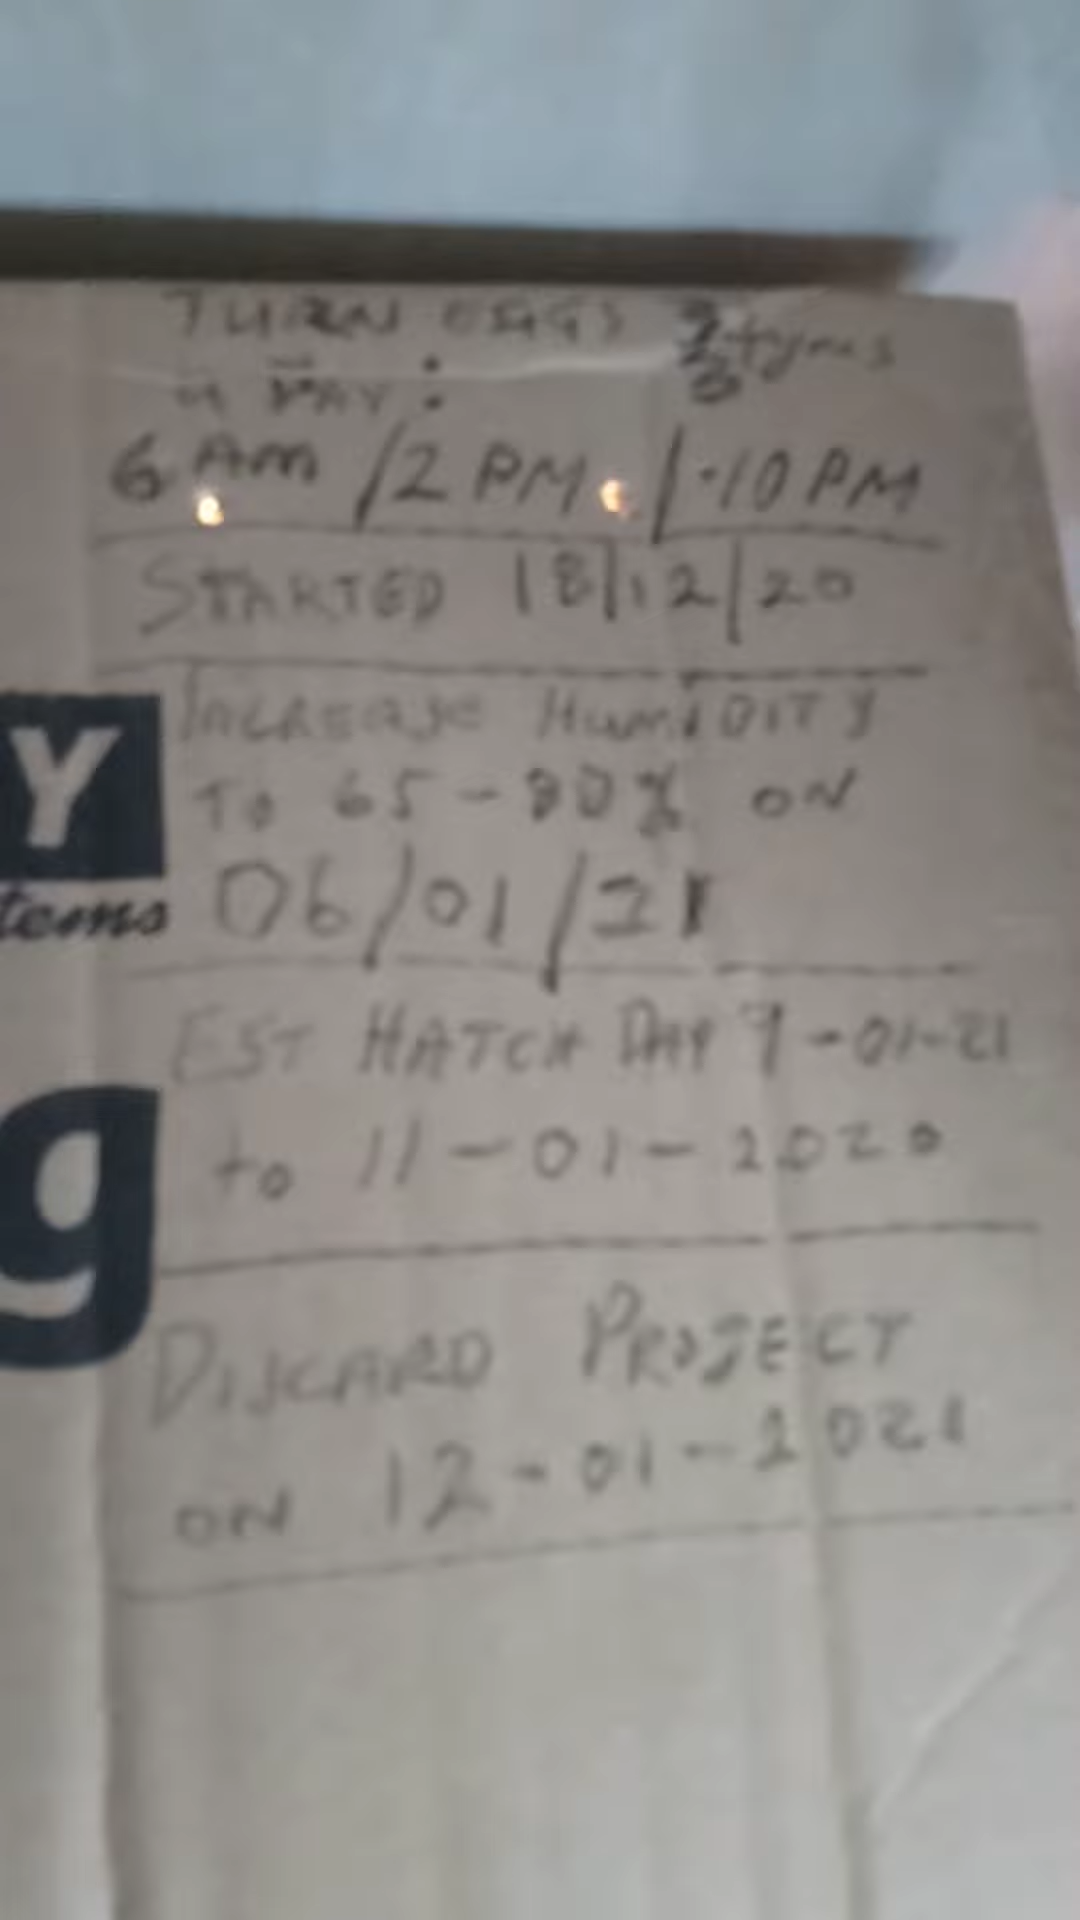 TURN EGGS 3 tyms
a DAY :
6 AM / 2 PM / 10 PM
STARTED 18/12/20
INCREASE HUMIDITY
Y
TO 65-80% ON
tems
06/01/21
EST HATCH DAY 7-01-21
g
to 11-01-2020
DISCARD PROJECT
ON 12-01-2021